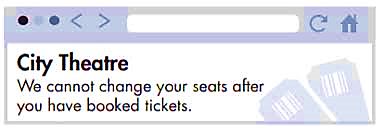 City Theatre
We cannot change your seats after
you have booked tickets.